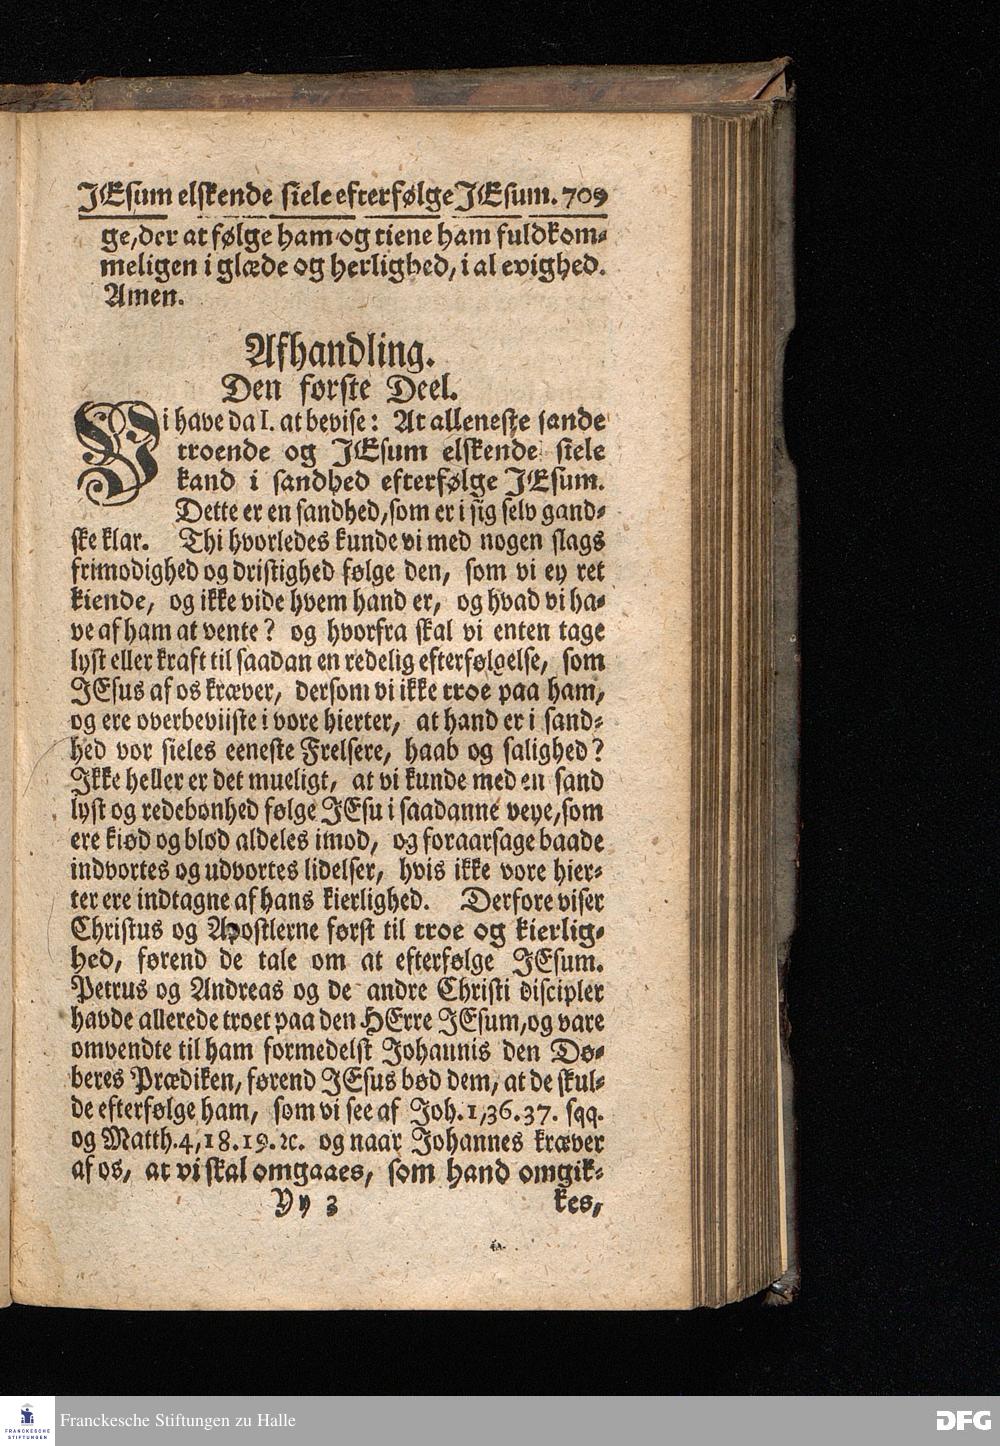 JEsum elskende siele efterfølge JEsum. 709
ge, der at følge ham og tiene ham fuldkom-
meligen i glæde og herlighed, i al evighed.
Amen.
Afhandling.
Den første Deel.
Vi have da I. at bevise: At alleneste sande
troende og JEsum elskende siele
kand i sandhed efterfølge JEsum.
Dette er en sandhed, som er i sig selv gand-
ske klar. Thi hvorledes kunde vi med nogen slags
frimodighed og dristighed følge den, som vi ey ret
kiende, og ikke vide hvem hand er, og hvad vi ha-
ve af ham at vente? og hvorfra skal vi enten tage
lyst eller kraft til saadan en redelig efterfølgelse, som
JEsus af os kræver, dersom vi ikke troe paa ham,
og ere overbeviiste i vore hierter, at hand er i sand-
hed vor sieles eeneste Frelsere, haab og salighed?
Ikke heller er det mueligt, at vi kunde med en sand
lyst og redebonhed følge JEsu i saadanne veye, som
ere kiød og blod aldeles imod, og foraarsage baade
indvortes og udvortes lidelser, hvis ikke vore hier-
ter ere indtagne af hans kierlighed. Derfore viser
Christus og Apostlerne først til troe og kierlig-
hed, førend de tale om at efterfølge JEsum.
Petrus og Andreas og de andre Christi discipler
havde allerede troet paa den HErre JEsum, og vare
omvendte til ham formedelst Johannis den Dø-
beres Prædiken, førend JEsus bød dem, at de skul-
de efterfølge ham, som vi see af Joh. 1, 36. 37. sqq.
og Matth. 4, 18. 19. ꝛc. og naar Johannes kræver
af os, at vi skal omgaaes, som hand omgik-
Yy 3 kes,
Franckesche Stiftungen zu Halle
DFG
FRANCKESCHE
STIFTUNGEN